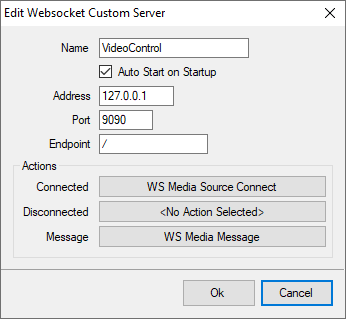 Edit Websocket Custom Server
Name VideoControl
Auto Start on Startup
Address 127.0.0.1
Port 9090
Endpoint /
Actions
Connected WS Media Source Connect
Disconnected <No Action Selected>
Message WS Media Message
Ok Cancel